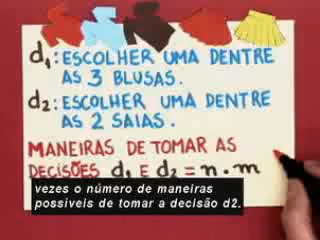 d1: ESCOLHER UMA DENTRE
AS 3 BLUSAS.
d2: ESCOLHER UMA DENTRE
AS 2 SAIAS.
MANEIRAS DE TOMAR AS
DECISÕES d1 E d2 = n · m
vezes o número de maneiras
possíveis de tomar a decisão d2.